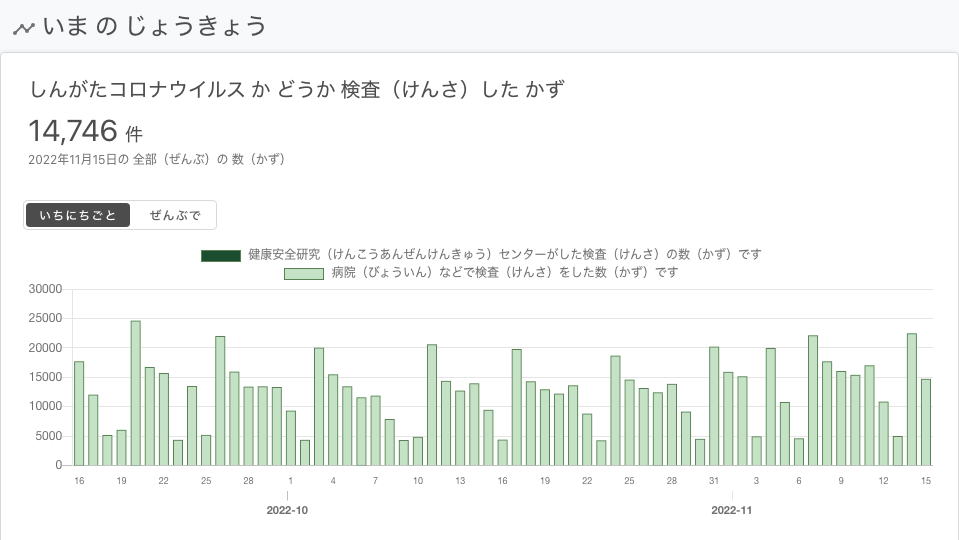 いま の じょうきょう
しんがたコロナウイルス か どうか 検査（けんさ）した かず
14,746 件
2022年11月15日の 全部（ぜんぶ）の 数（かず）
いちにちごと ぜんぶで
健康安全研究（けんこうあんぜんけんきゅう）センターがした検査（けんさ）の数（かず）です
病院（びょういん）などで検査（けんさ）をした数（かず）です
30000
25000
20000
15000
10000
5000
0
16 19 22 25 28 1 4 7 10 13 16 19 22 25 28 31 3 6 9 12 15
2022-10 2022-11